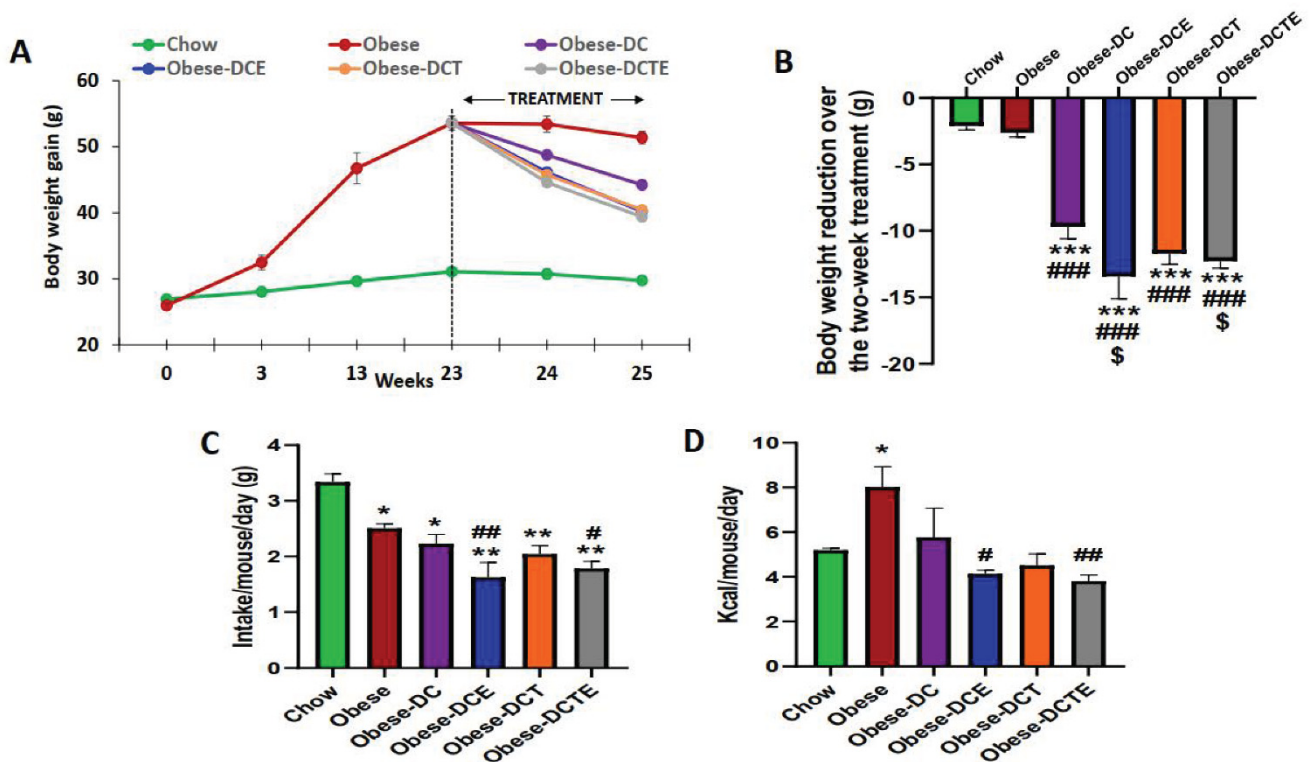 A
Chow
Obese
Obese-DC
Obese-DCE
Obese-DCT
Obese-DCTE
Body weight gain (g)
60
50
40
30
20
TREATMENT
0
3
13
23
24
25
Weeks
B
Chow
Obese
Obese-DC
Obese-DCE
Obese-DCT
Obese-DCTE
Body weight reduction over
the two-week treatment (g)
0
-5
-10
-15
-20
***
###
***
###
$
***
###
***
###
$
C
Intake/mouse/day (g)
4
3
2
1
0
*
*
##
**
**
#
**
Chow
Obese
Obese-DC
Obese-DCE
Obese-DCT
Obese-DCTE
D
Kcal/mouse/day
10
8
6
4
2
0
*
#
##
Chow
Obese
Obese-DC
Obese-DCE
Obese-DCT
Obese-DCTE